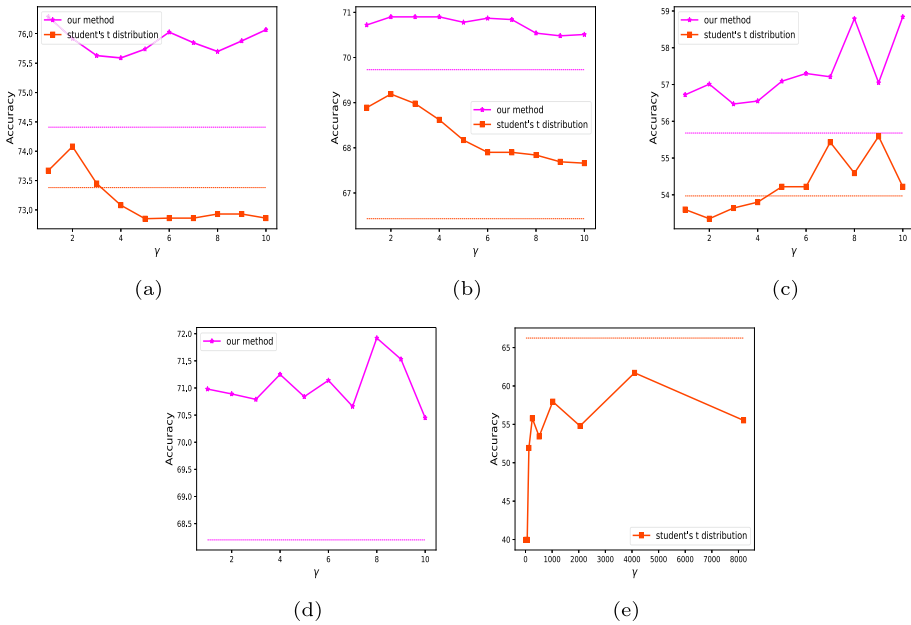 76,0
75,5
75,0
74,5
74,0
73,5
73,0
Accuracy
2
4
6
8
10
γ
our method
student's t distribution
(a)
71
70
69
68
67
Accuracy
2
4
6
8
10
γ
our method
student's t distribution
(b)
59
58
57
56
55
54
Accuracy
2
4
6
8
10
γ
our method
student's t distribution
(c)
72.0
71.5
71.0
70.5
70.0
69.5
69.0
68.5
Accuracy
2
4
6
8
10
γ
our method
(d)
65
60
55
50
45
40
Accuracy
0
1000
2000
3000
4000
5000
6000
7000
8000
γ
student's t distribution
(e)